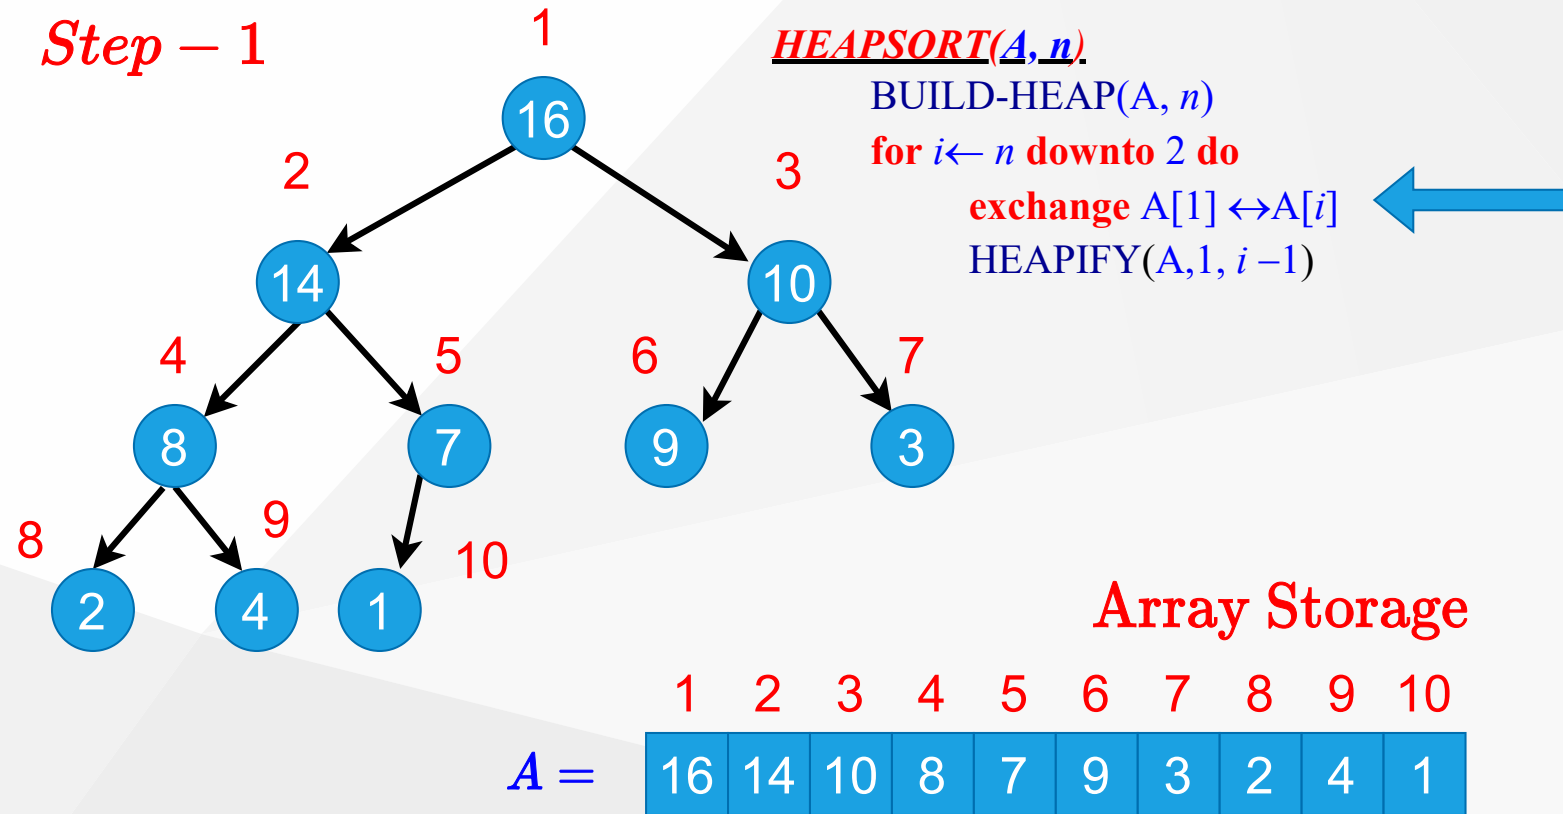 Step − 1
1
16
2
3
14
10
4
5
6
7
8
7
9
3
8
9
10
2
4
1
HEAPSORT(A, n)
BUILD-HEAP(A, n)
for i← n downto 2 do
exchange A[1] ↔A[i]
HEAPIFY(A,1, i −1)
Array Storage
1 2 3 4 5 6 7 8 9 10
A = 16 14 10 8 7 9 3 2 4 1